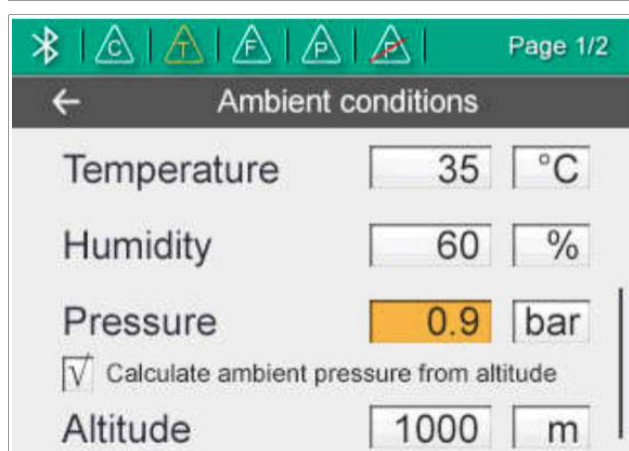 C T F P P Page 1/2
Ambient conditions
Temperature 35 °C
Humidity 60 %
Pressure 0.9 bar
√ Calculate ambient pressure from altitude
Altitude 1000 m